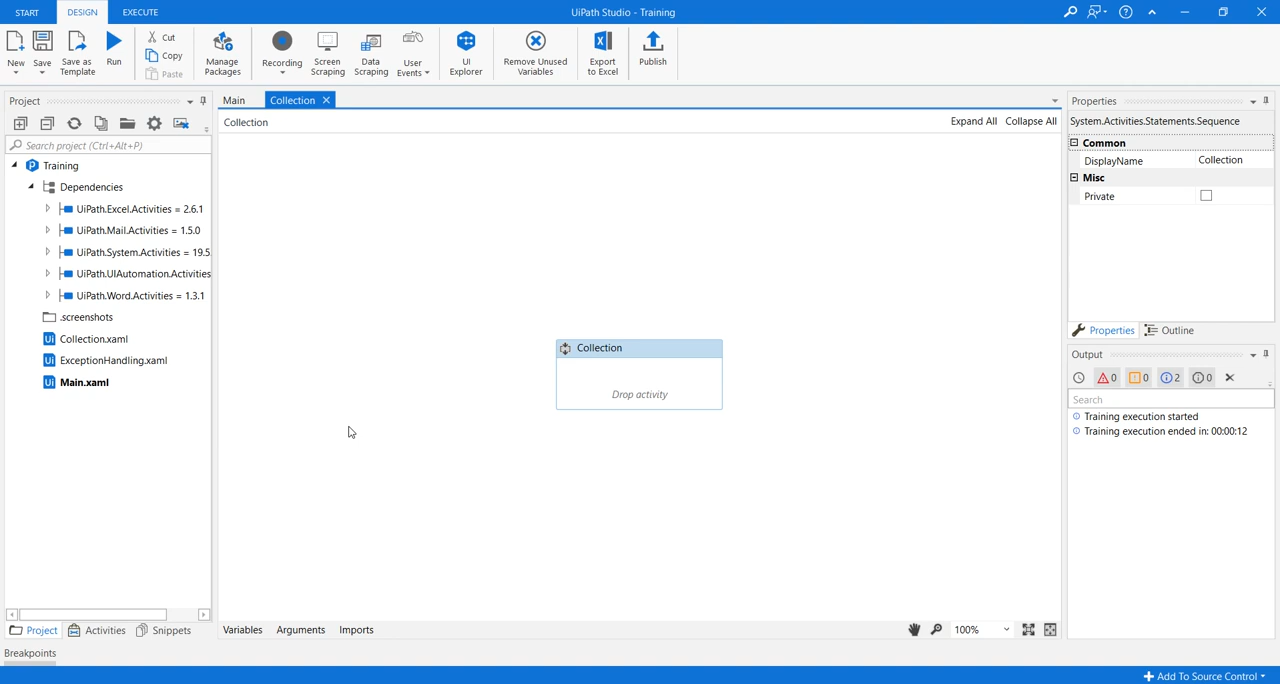 START DESIGN EXECUTE UiPath Studio - Training
New Save Save as Template Run Cut Copy Paste Manage Packages Recording Screen Scraping Data Scraping User Events UI Explorer Remove Unused Variables Export to Excel Publish
Project
Search project (Ctrl+Alt+P)
Training
Dependencies
UiPath.Excel.Activities = 2.6.1
UiPath.Mail.Activities = 1.5.0
UiPath.System.Activities = 19.5.
UiPath.UIAutomation.Activities
UiPath.Word.Activities = 1.3.1
.screenshots
Collection.xaml
ExceptionHandling.xaml
Main.xaml
Project Activities Snippets
Breakpoints
Main Collection
Collection Expand All Collapse All
Collection
Drop activity
Variables Arguments Imports 100%
Properties
System.Activities.Statements.Sequence
Common
DisplayName Collection
Misc
Private
Properties Outline
Output
0 0 2 0
Search
Training execution started
Training execution ended in: 00:00:12
Add To Source Control